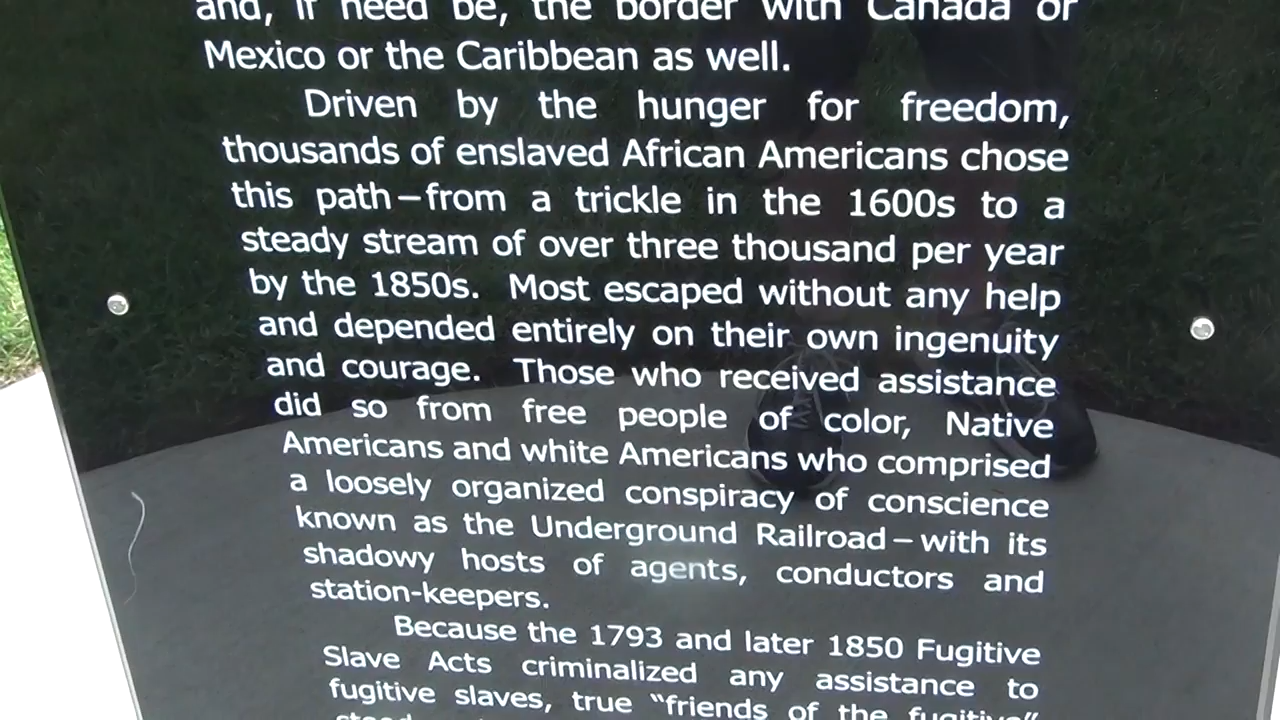 and, if need be, the border with Canada or
Mexico or the Caribbean as well.
Driven by the hunger for freedom,
thousands of enslaved African Americans chose
this path – from a trickle in the 1600s to a
steady stream of over three thousand per year
by the 1850s. Most escaped without any help
and depended entirely on their own ingenuity
and courage. Those who received assistance
did so from free people of color, Native
Americans and white Americans who comprised
a loosely organized conspiracy of conscience
known as the Underground Railroad – with its
shadowy hosts of agents, conductors and
station-keepers.
Because the 1793 and later 1850 Fugitive
Slave Acts criminalized any assistance to
fugitive slaves, true “friends of the fugitive”